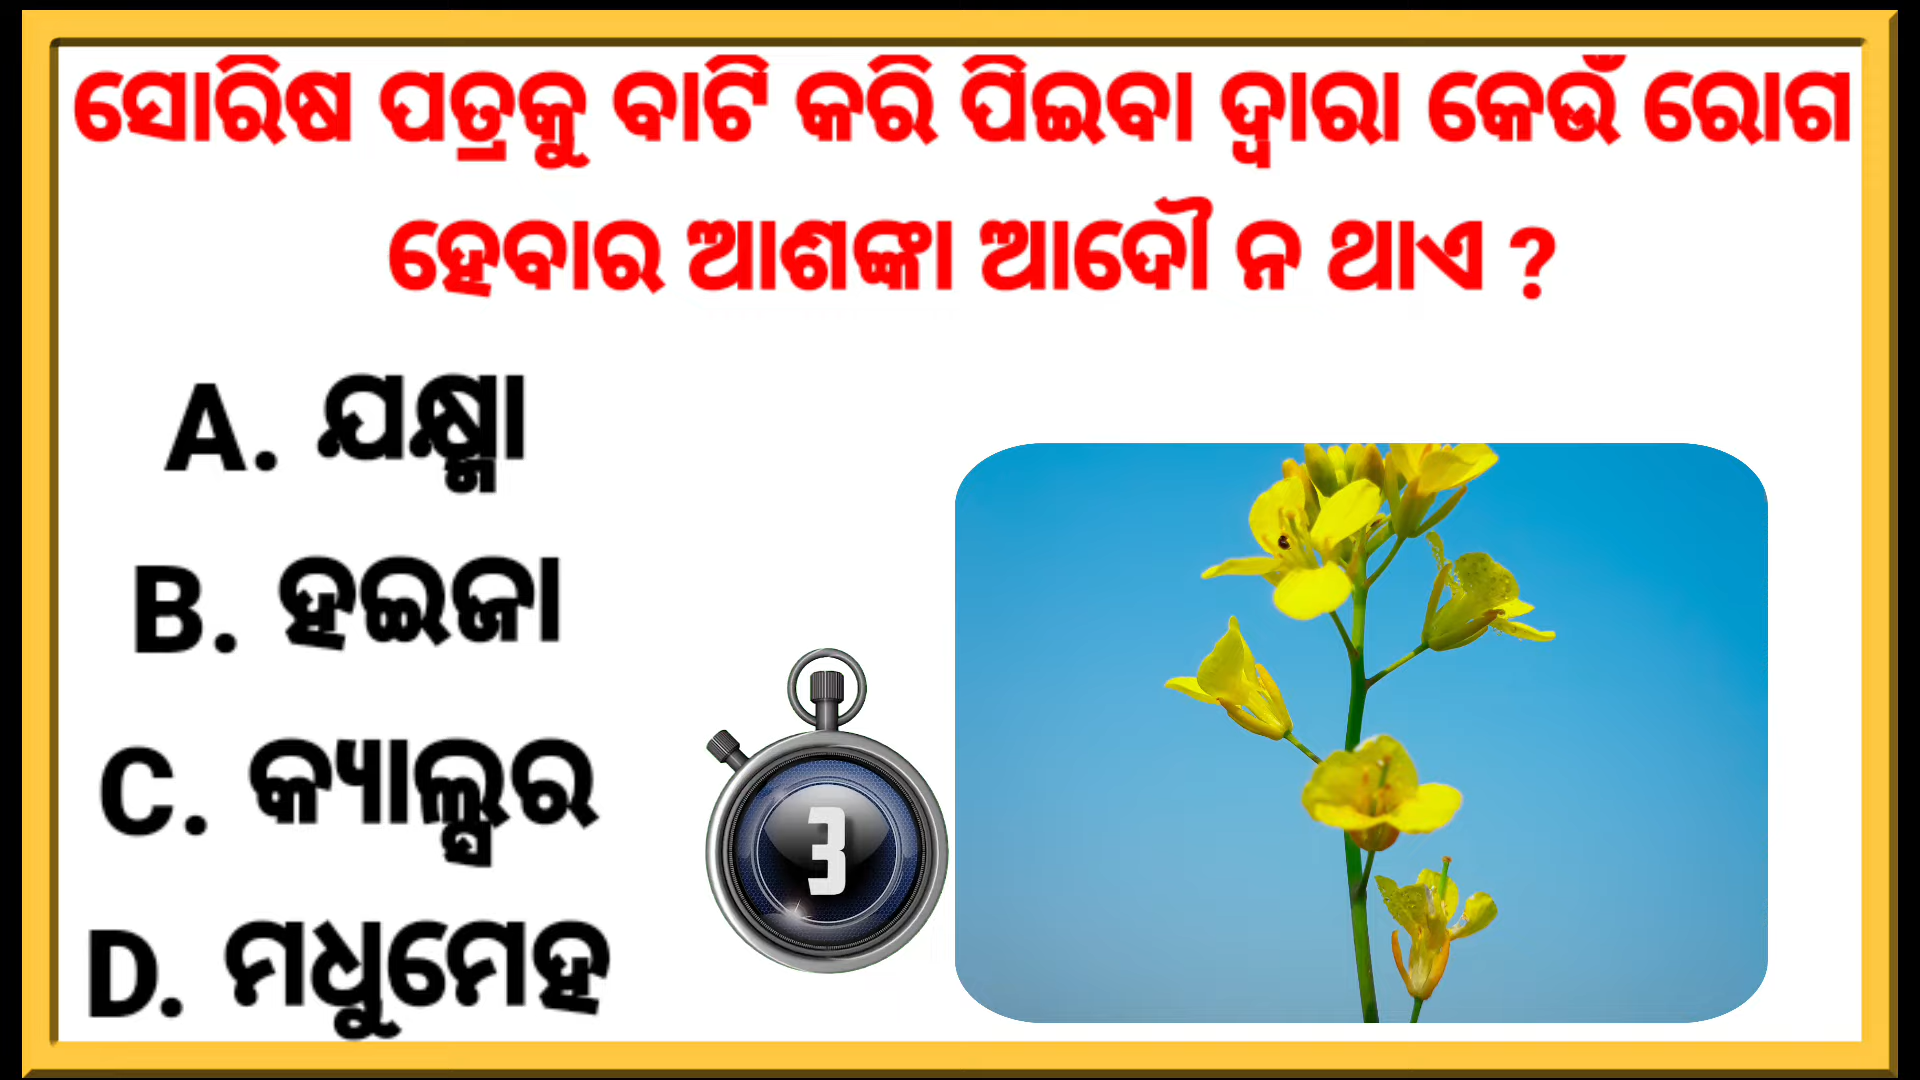 ସୋରିଷ ପତ୍ରକୁ ବାଟି କରି ପିଇବା ଦ୍ୱାରା କେଉଁ ରୋଗ
ହେବାର ଆଶଙ୍କା ଆଦୌ ନ ଥାଏ ?
A. ଯକ୍ଷ୍ମା
B. ହଇଜା
C. କ୍ୟାନ୍ସର
D. ମଧୁମେହ
3